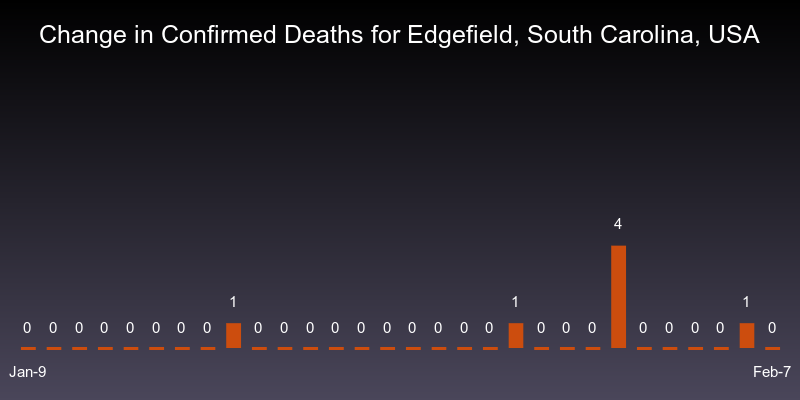 Change in Confirmed Deaths for Edgefield, South Carolina, USA
4
1 1 1
0 0 0 0 0 0 0 0 0 0 0 0 0 0 0 0 0 0 0 0 0 0 0 0 0 0
Jan-9 Feb-7